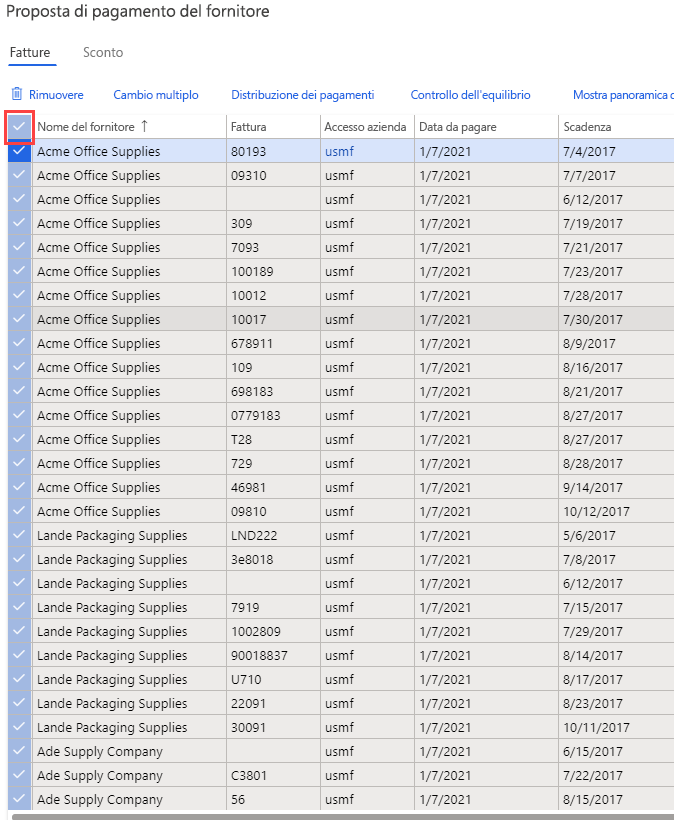 Proposta di pagamento del fornitore
Fatture Sconto
Rimuovere Cambio multiplo Distribuzione dei pagamenti Controllo dell'equilibrio Mostra panoramica
Nome del fornitore ↑ Fattura Accesso azienda Data da pagare Scadenza
Acme Office Supplies 80193 usmf 1/7/2021 7/4/2017
Acme Office Supplies 09310 usmf 1/7/2021 7/7/2017
Acme Office Supplies usmf 1/7/2021 6/12/2017
Acme Office Supplies 309 usmf 1/7/2021 7/19/2017
Acme Office Supplies 7093 usmf 1/7/2021 7/21/2017
Acme Office Supplies 100189 usmf 1/7/2021 7/23/2017
Acme Office Supplies 10012 usmf 1/7/2021 7/28/2017
Acme Office Supplies 10017 usmf 1/7/2021 7/30/2017
Acme Office Supplies 678911 usmf 1/7/2021 8/9/2017
Acme Office Supplies 109 usmf 1/7/2021 8/16/2017
Acme Office Supplies 698183 usmf 1/7/2021 8/21/2017
Acme Office Supplies 0779183 usmf 1/7/2021 8/27/2017
Acme Office Supplies T28 usmf 1/7/2021 8/27/2017
Acme Office Supplies 729 usmf 1/7/2021 8/28/2017
Acme Office Supplies 46981 usmf 1/7/2021 9/14/2017
Acme Office Supplies 09810 usmf 1/7/2021 10/12/2017
Lande Packaging Supplies LND222 usmf 1/7/2021 5/6/2017
Lande Packaging Supplies 3e8018 usmf 1/7/2021 7/8/2017
Lande Packaging Supplies usmf 1/7/2021 6/12/2017
Lande Packaging Supplies 7919 usmf 1/7/2021 7/15/2017
Lande Packaging Supplies 1002809 usmf 1/7/2021 7/29/2017
Lande Packaging Supplies 90018837 usmf 1/7/2021 8/14/2017
Lande Packaging Supplies U710 usmf 1/7/2021 8/17/2017
Lande Packaging Supplies 22091 usmf 1/7/2021 8/23/2017
Lande Packaging Supplies 30091 usmf 1/7/2021 10/11/2017
Ade Supply Company usmf 1/7/2021 6/15/2017
Ade Supply Company C3801 usmf 1/7/2021 7/22/2017
Ade Supply Company 56 usmf 1/7/2021 8/15/2017